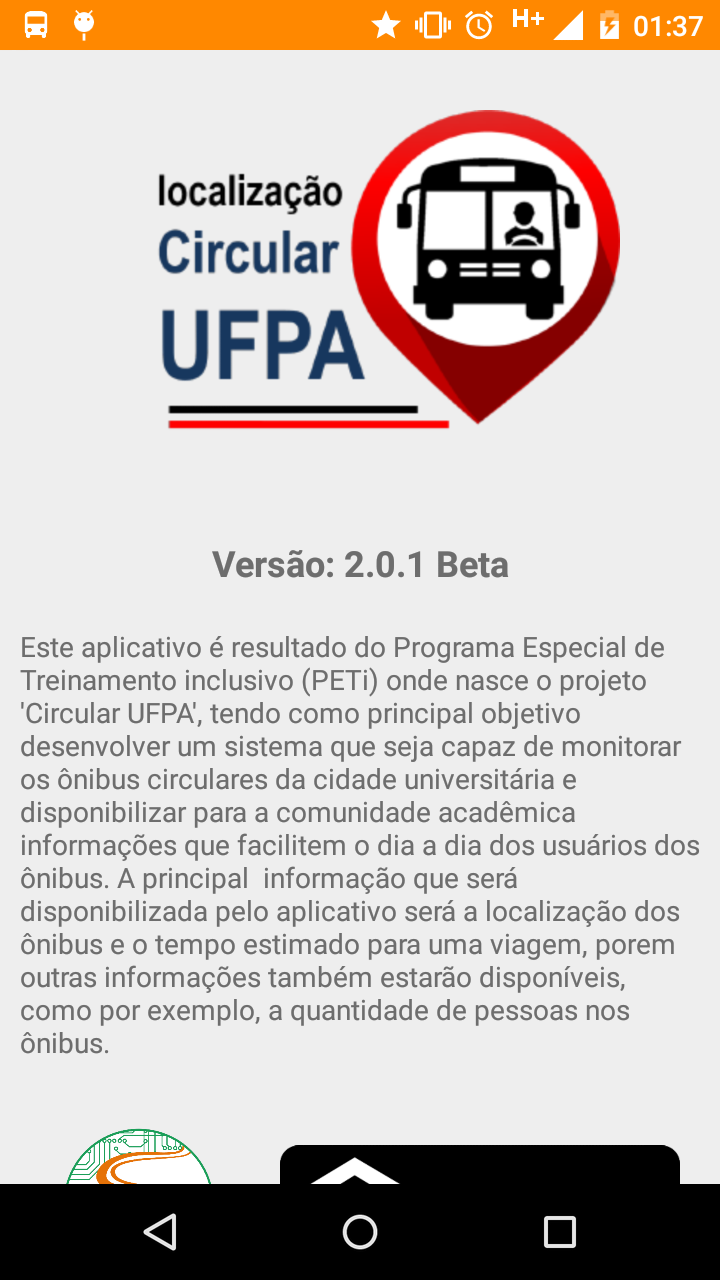 H+ 01:37
localização
Circular
UFPA
Versão: 2.0.1 Beta
Este aplicativo é resultado do Programa Especial de
Treinamento inclusivo (PETi) onde nasce o projeto
'Circular UFPA', tendo como principal objetivo
desenvolver um sistema que seja capaz de monitorar
os ônibus circulares da cidade universitária e
disponibilizar para a comunidade acadêmica
informações que facilitem o dia a dia dos usuários dos
ônibus. A principal  informação que será
disponibilizada pelo aplicativo será a localização dos
ônibus e o tempo estimado para uma viagem, porem
outras informações também estarão disponíveis,
como por exemplo, a quantidade de pessoas nos
ônibus.